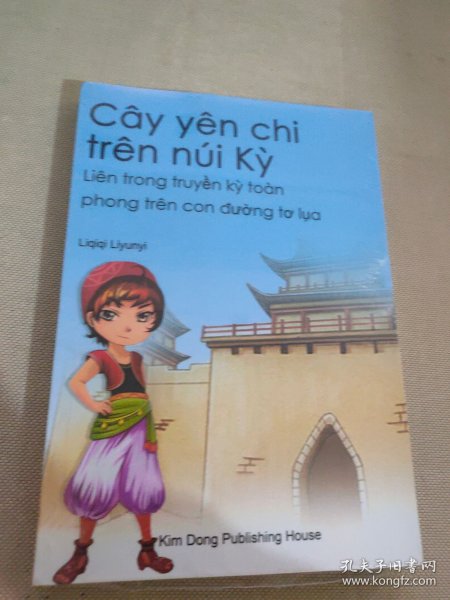 Cây yên chi
trên núi Kỳ
Liên trong truyền kỳ toàn
phong trên con đường tơ lụa
Liqiqi Liyunyi
Kim Dong Publishing House
孔夫子旧书网
www.kongfz.com